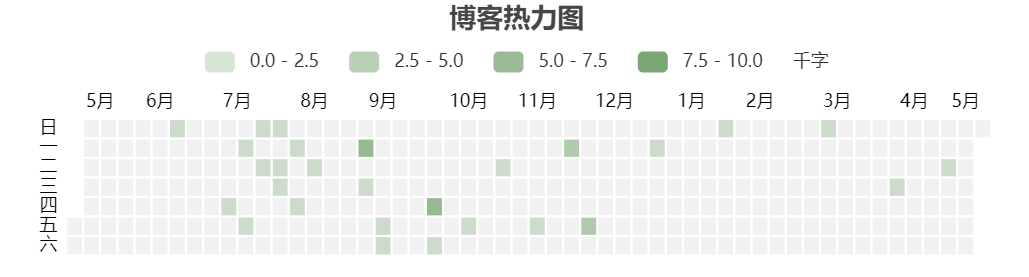 博客热力图
0.0 - 2.5 2.5 - 5.0 5.0 - 7.5 7.5 - 10.0 千字
5月 6月 7月 8月 9月 10月 11月 12月 1月 2月 3月 4月 5月
日
一
二
三
四
五
六